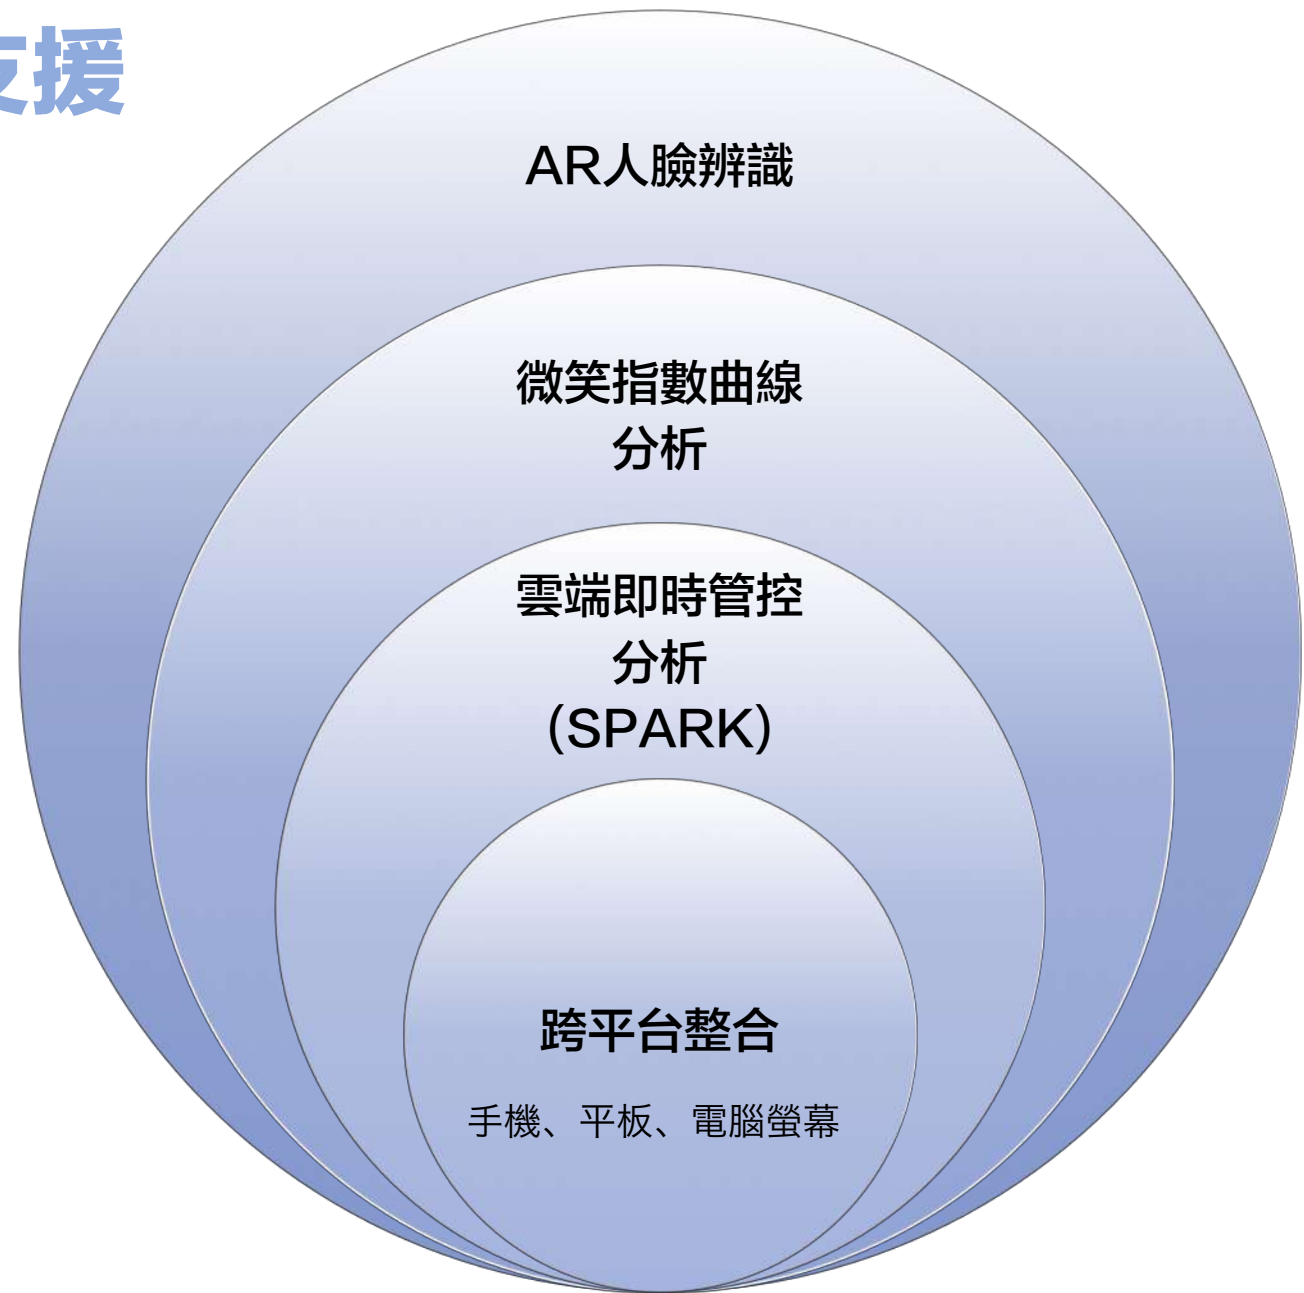 支援
AR人臉辨識
微笑指數曲線
分析
雲端即時管控
分析
(SPARK)
跨平台整合
手機、平板、電腦螢幕